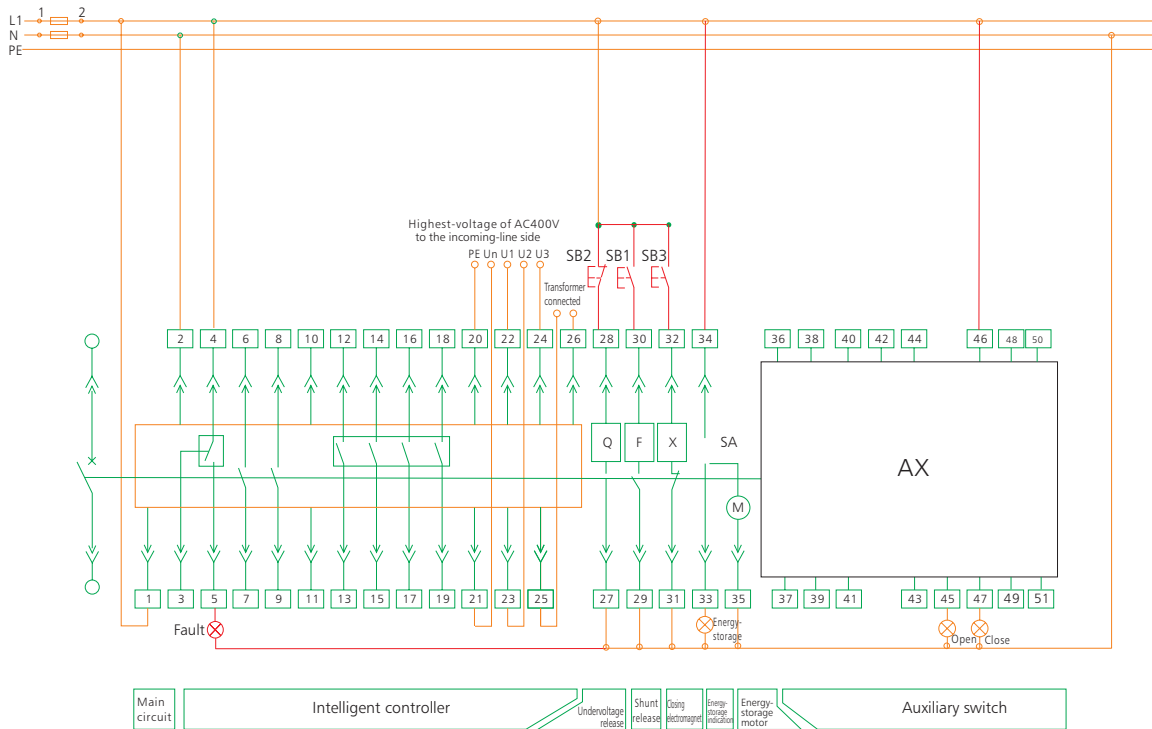 1 2
L1
N
PE
Highest-voltage of AC400V
to the incoming-line side
PE Un U1 U2 U3
SB2 SB1 SB3
Transformer
connected
2 4 6 8 10 12 14 16 18 20 22 24 26 28 30 32 34 36 38 40 42 44 46 48 50
Q F X SA
AX
M
1 3 5 7 9 11 13 15 17 19 21 23 25 27 29 31 33 35 37 39 41 43 45 47 49 51
Fault
Energy-
storage
Open Close
Main
circuit
Intelligent controller
Undervoltage
release
Shunt
release
Closing
electromagnet
Energy-
storage
indication
Energy-
storage
motor
Auxiliary switch